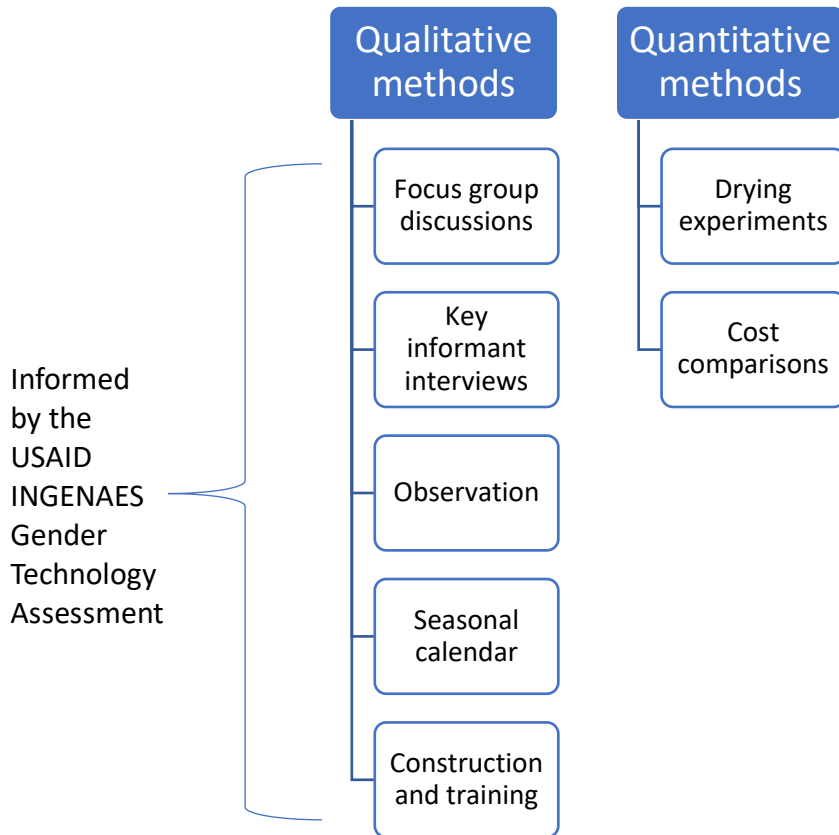 Qualitative
methods
Quantitative
methods
Focus group
discussions
Drying
experiments
Key
informant
interviews
Cost
comparisons
Informed
by the
USAID
INGENAES
Gender
Technology
Assessment
Observation
Seasonal
calendar
Construction
and training